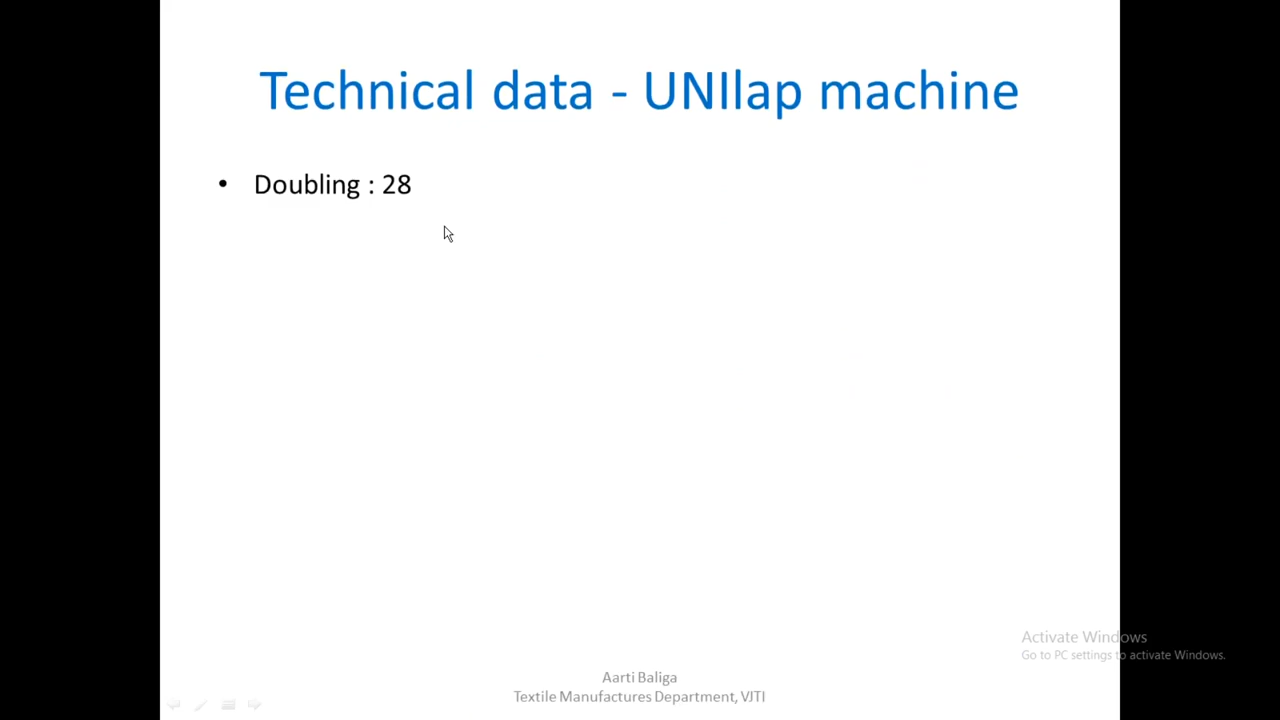 Technical data - UNIlap machine
• Doubling : 28
Activate Windows
Go to PC settings to activate Windows.
Aarti Baliga
Textile Manufactures Department, VJTI